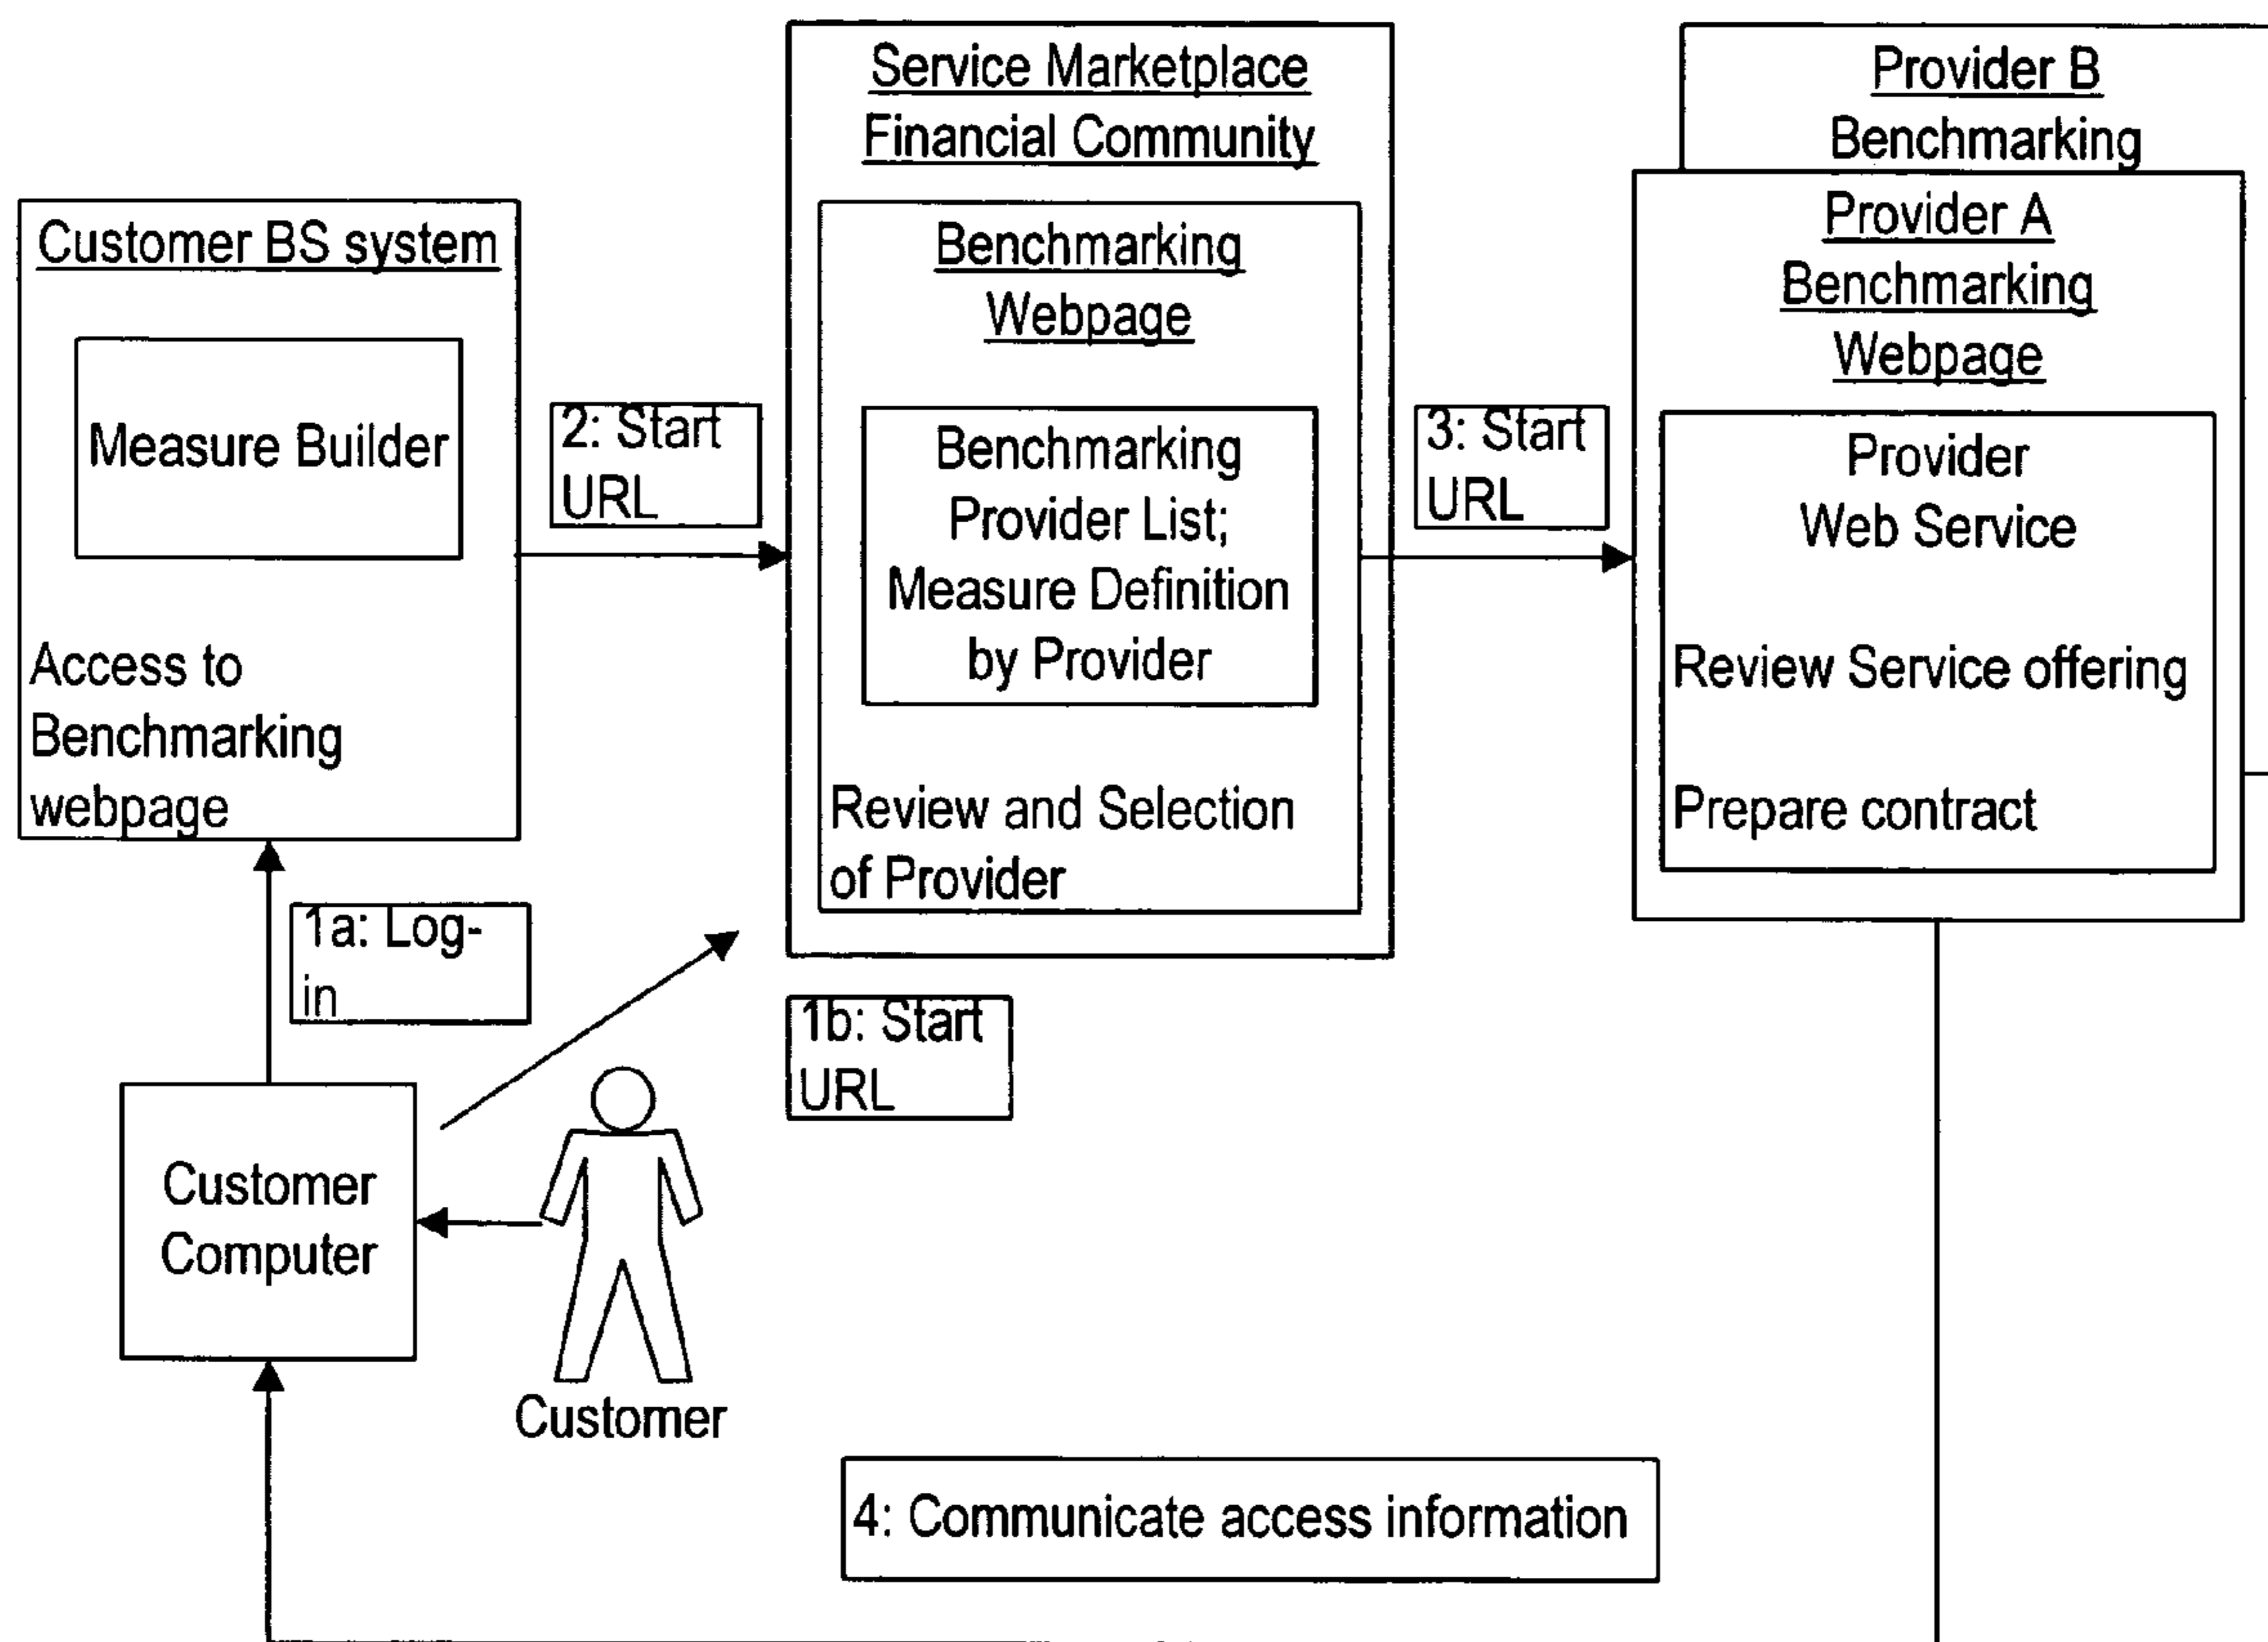 Customer BS system
Measure Builder
Access to
Benchmarking
webpage
2: Start
URL
Service Marketplace
Financial Community
Benchmarking
Webpage
Benchmarking
Provider List;
Measure Definition
by Provider
Review and Selection
of Provider
3: Start
URL
Provider B
Benchmarking
Provider A
Benchmarking
Webpage
Provider
Web Service
Review Service offering
Prepare contract
1a: Log-
in
1b: Start
URL
Customer
Computer
Customer
4: Communicate access information